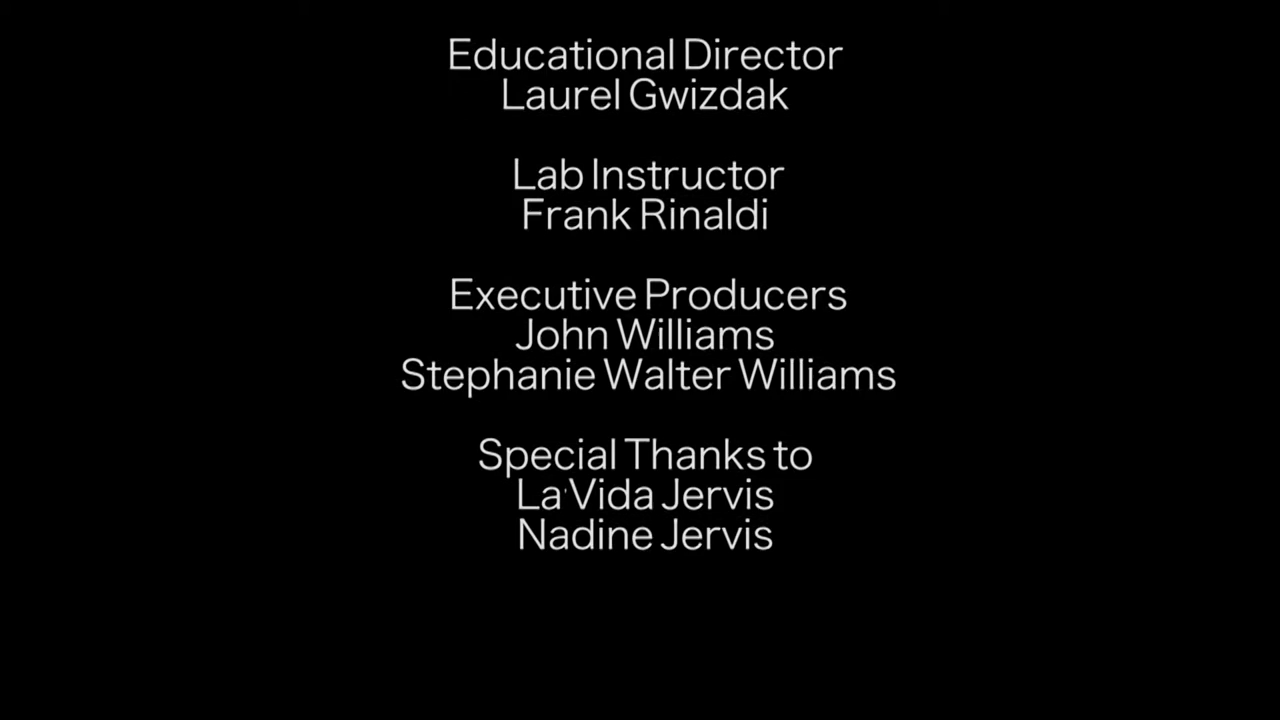 Educational Director
Laurel Gwizdak
Lab Instructor
Frank Rinaldi
Executive Producers
John Williams
Stephanie Walter Williams
Special Thanks to
La'Vida Jervis
Nadine Jervis